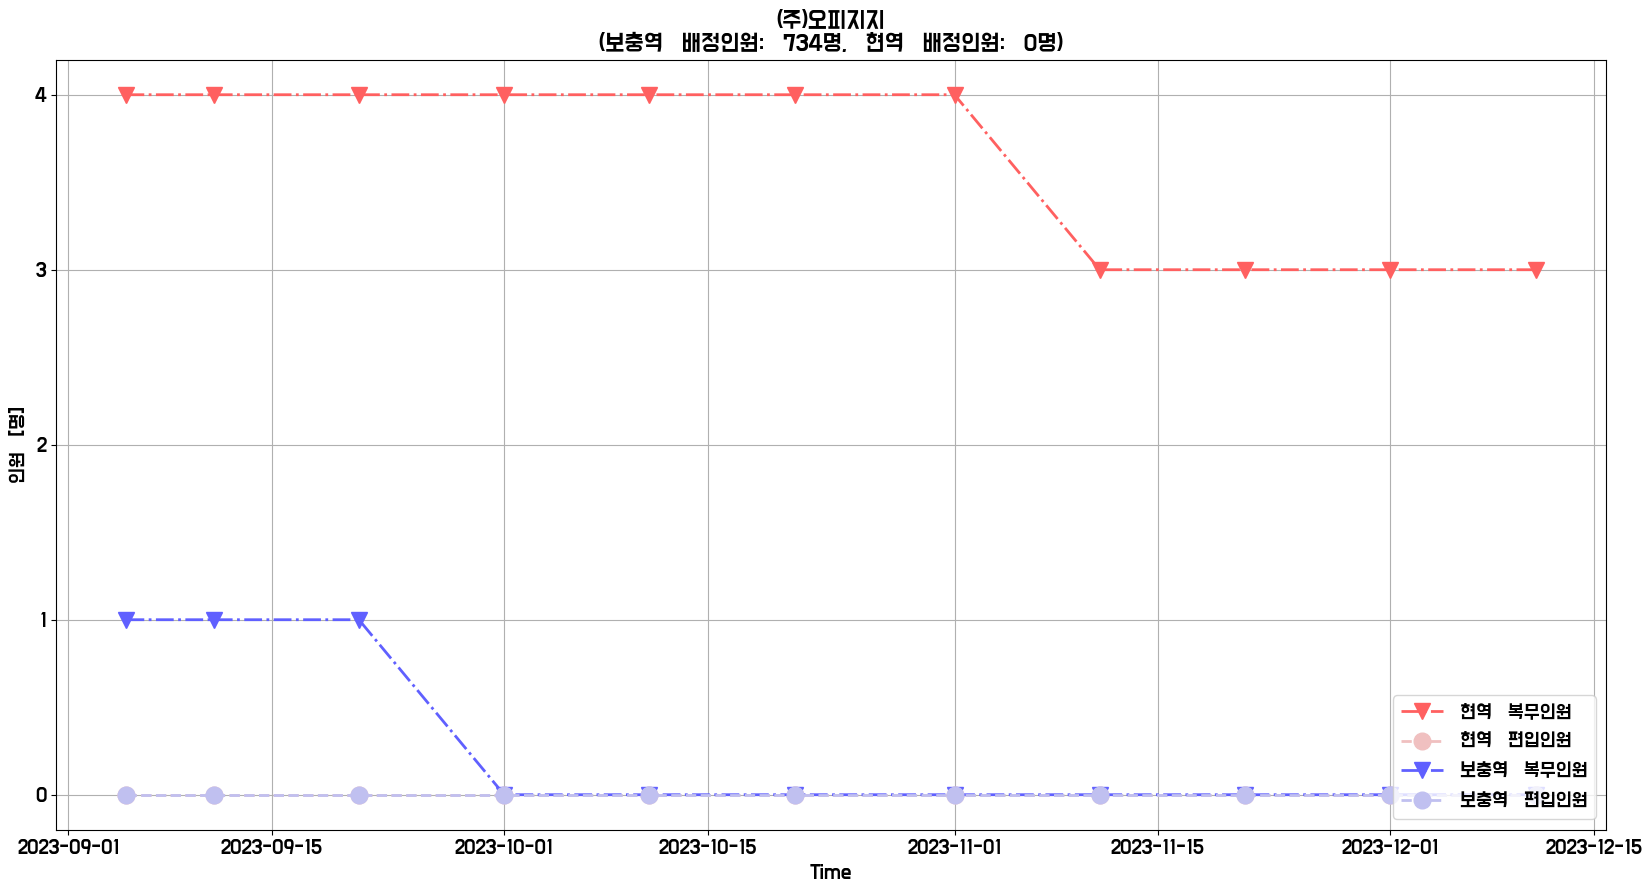 (주)오피지지
(보충역 배정인원: 734명, 현역 배정인원: 0명)
4
3
2
1
0
인원 [명]
2023-09-01 2023-09-15 2023-10-01 2023-10-15 2023-11-01 2023-11-15 2023-12-01 2023-12-15
Time
현역 복무인원
현역 편입인원
보충역 복무인원
보충역 편입인원